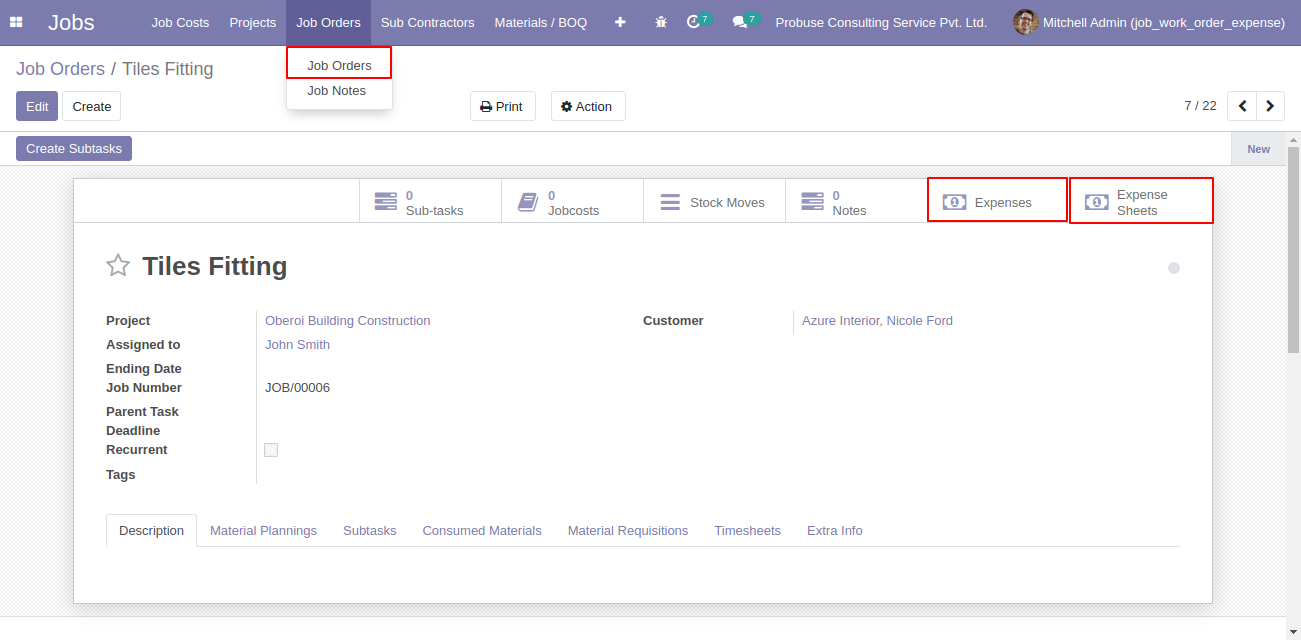 Jobs Job Costs Projects Job Orders Sub Contractors Materials / BOQ 7 7 Probuse Consulting Service Pvt. Ltd. Mitchell Admin (job_work_order_expense)
Job Orders
Job Notes
Job Orders / Tiles Fitting
Edit Create Print Action 7 / 22
Create Subtasks New
0 Sub-tasks
0 Jobcosts
Stock Moves
0 Notes
1 Expenses
1 Expense Sheets
Tiles Fitting
Project Oberoi Building Construction Customer Azure Interior, Nicole Ford
Assigned to John Smith
Ending Date
Job Number JOB/00006
Parent Task
Deadline
Recurrent
Tags
Description Material Plannings Subtasks Consumed Materials Material Requisitions Timesheets Extra Info